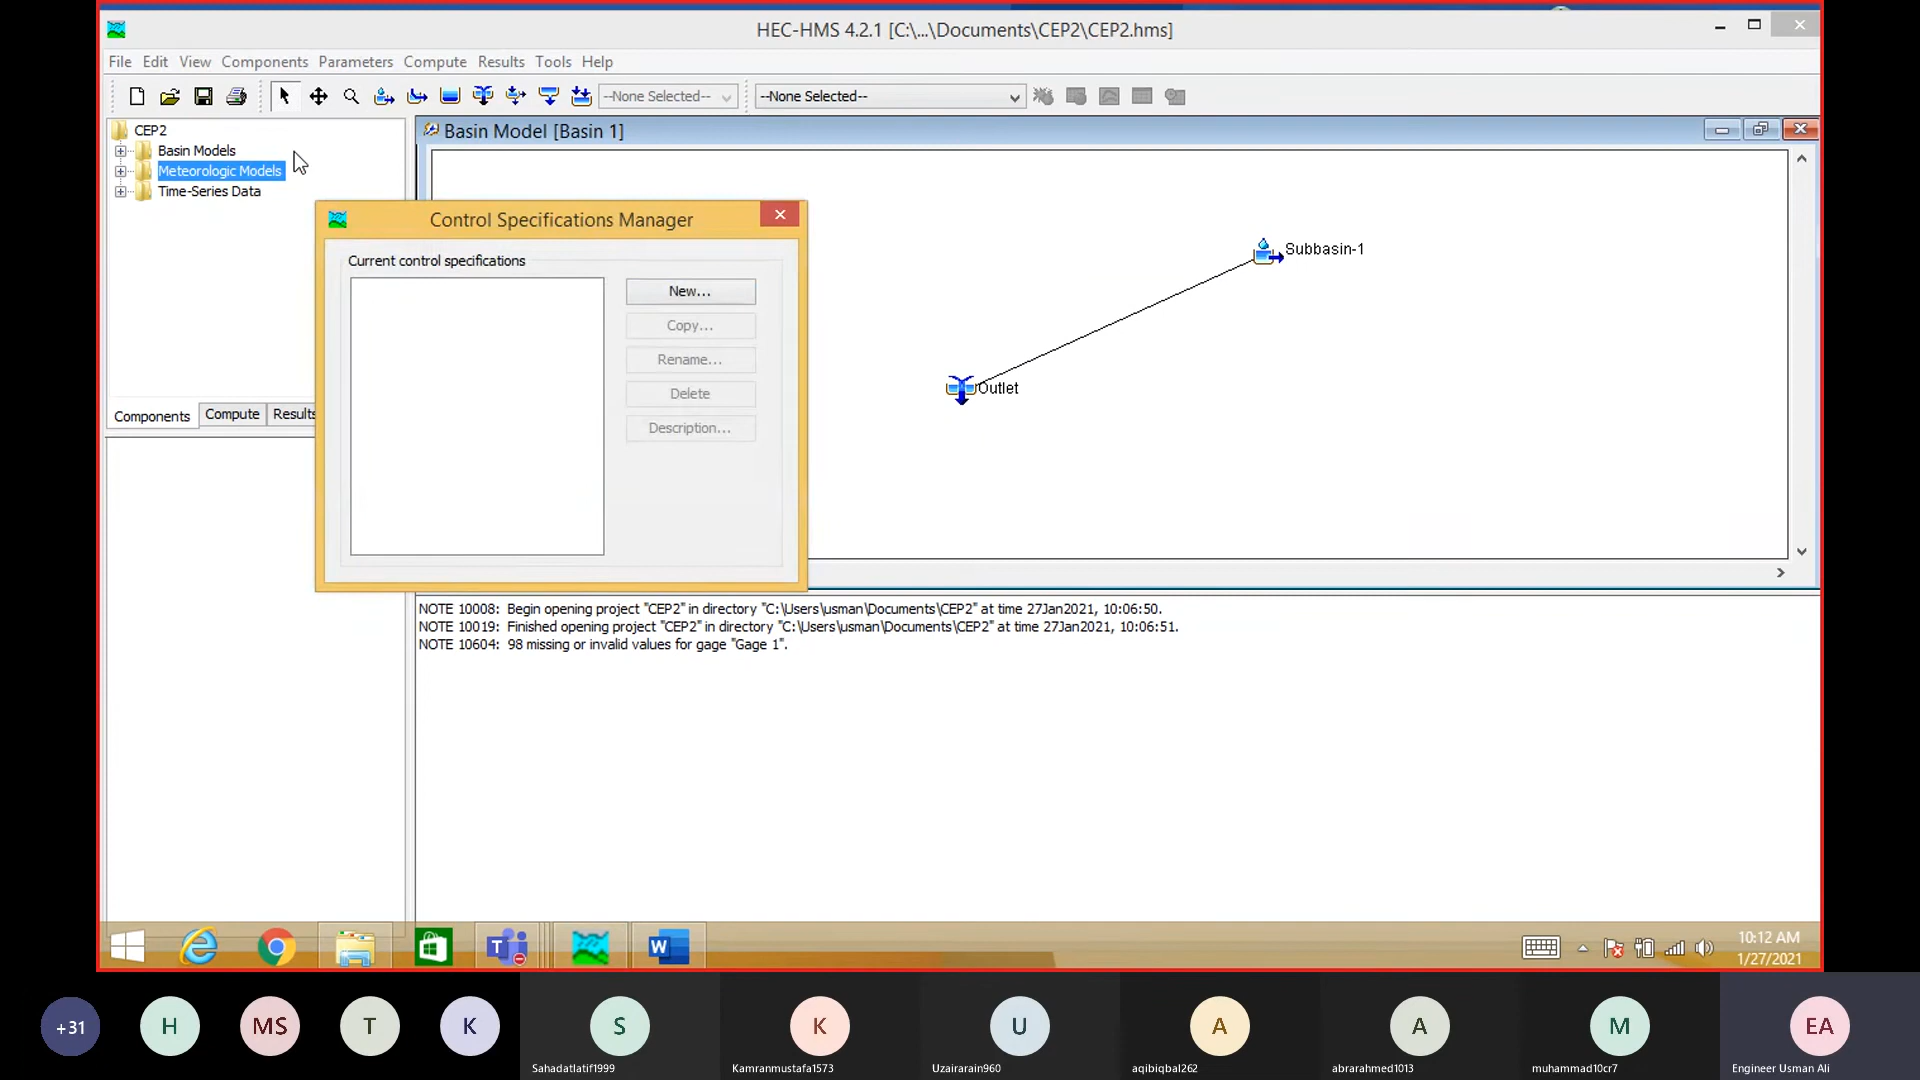 HEC-HMS 4.2.1 [C:\...\Documents\CEP2\CEP2.hms]
File Edit View Components Parameters Compute Results Tools Help
--None Selected-- --None Selected--
CEP2
Basin Models
Meteorologic Models
Time-Series Data
Components Compute Results
Basin Model [Basin 1]
Subbasin-1
Outlet
Control Specifications Manager
Current control specifications
New...
Copy...
Rename...
Delete
Description...
NOTE 10008: Begin opening project "CEP2" in directory "C:\Users\usman\Documents\CEP2" at time 27Jan2021, 10:06:50.
NOTE 10019: Finished opening project "CEP2" in directory "C:\Users\usman\Documents\CEP2" at time 27Jan2021, 10:06:51.
NOTE 10604: 98 missing or invalid values for gage "Gage 1".
10:12 AM
1/27/2021
+31 H MS T K S K U A A M EA
Sahadatlatif1999 Kamranmustafa1573 Uzairarain960 aqibiqbal262 abrarahmed1013 muhammad10cr7 Engineer Usman Ali